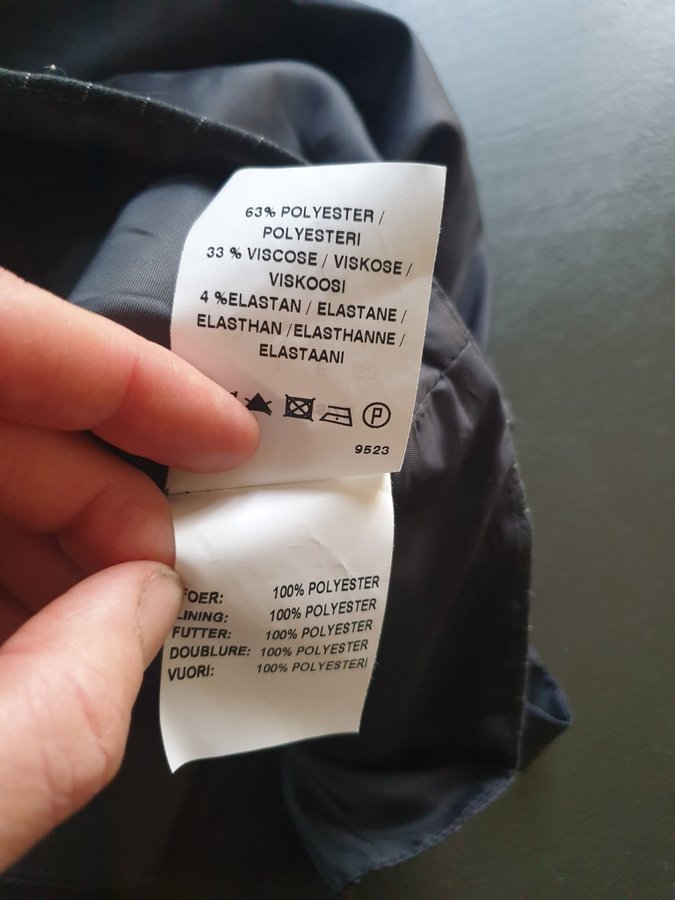 63% POLYESTER /
POLYESTERI
33 % VISCOSE / VISKOSE /
VISKOOSI
4 %ELASTAN / ELASTANE /
ELASTHAN /ELASTHANNE /
ELASTAANI
P
9523
FOER: 100% POLYESTER
LINING: 100% POLYESTER
FUTTER: 100% POLYESTER
DOUBLURE: 100% POLYESTER
VUORI: 100% POLYESTERI